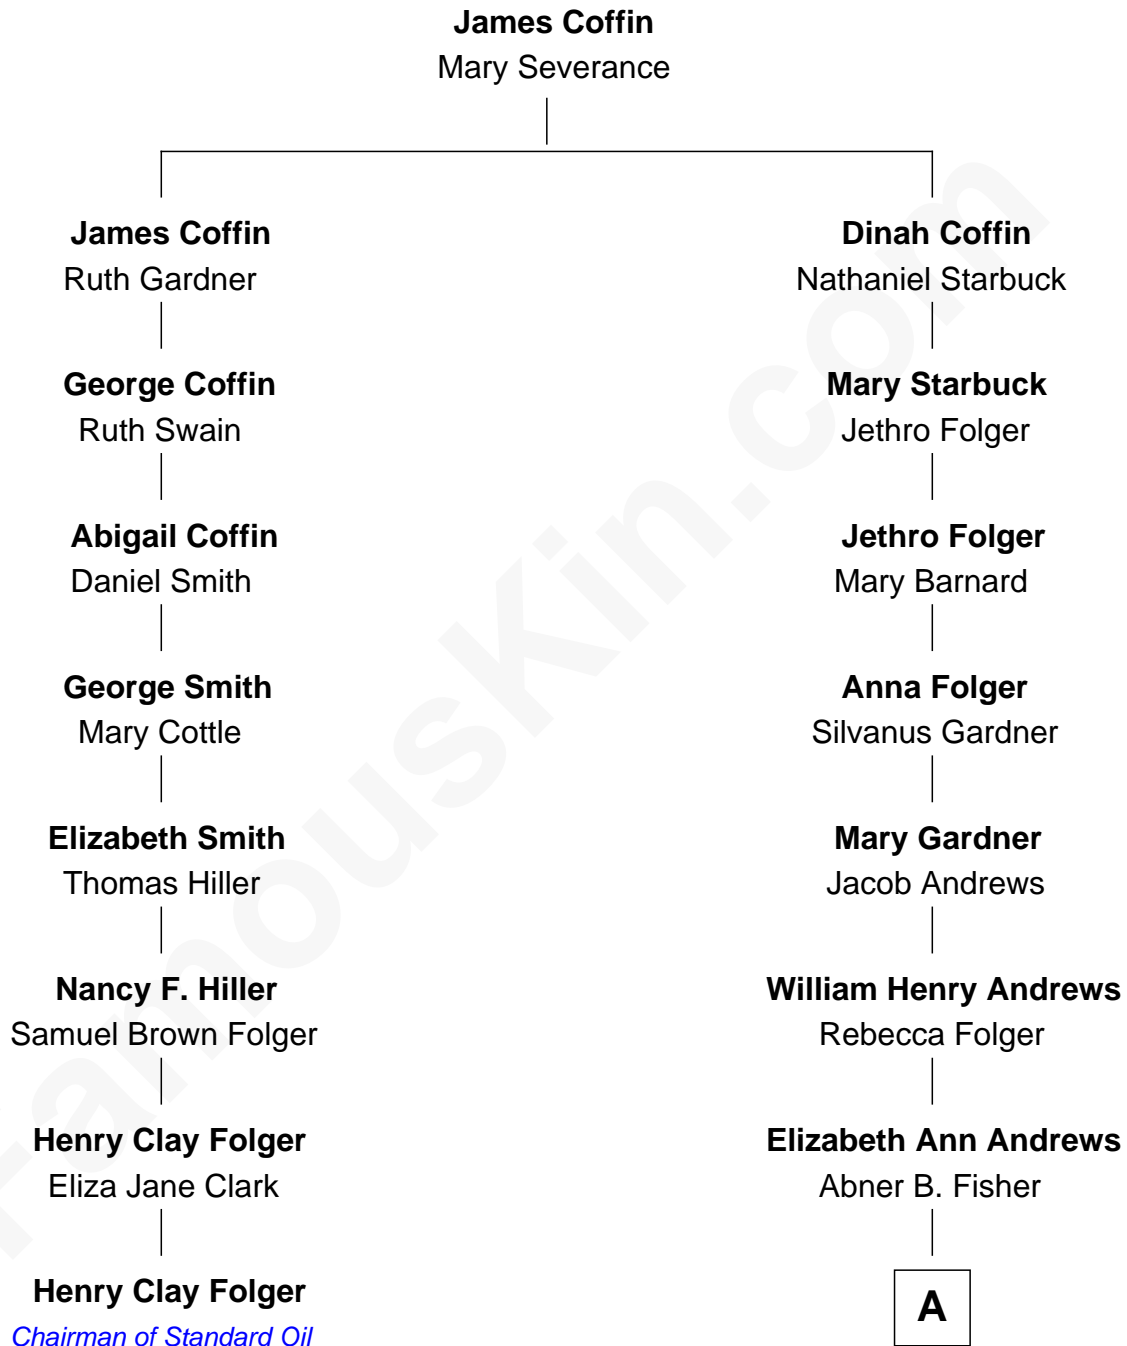 James Coffin
Mary Severance
James Coffin
Ruth Gardner
George Coffin
Ruth Swain
Abigail Coffin
Daniel Smith
George Smith
Mary Cottle
Elizabeth Smith
Thomas Hiller
Nancy F. Hiller
Samuel Brown Folger
Henry Clay Folger
Eliza Jane Clark
Henry Clay Folger
Chairman of Standard Oil
Dinah Coffin
Nathaniel Starbuck
Mary Starbuck
Jethro Folger
Jethro Folger
Mary Barnard
Anna Folger
Silvanus Gardner
Mary Gardner
Jacob Andrews
William Henry Andrews
Rebecca Folger
Elizabeth Ann Andrews
Abner B. Fisher
A
FamousKin.com